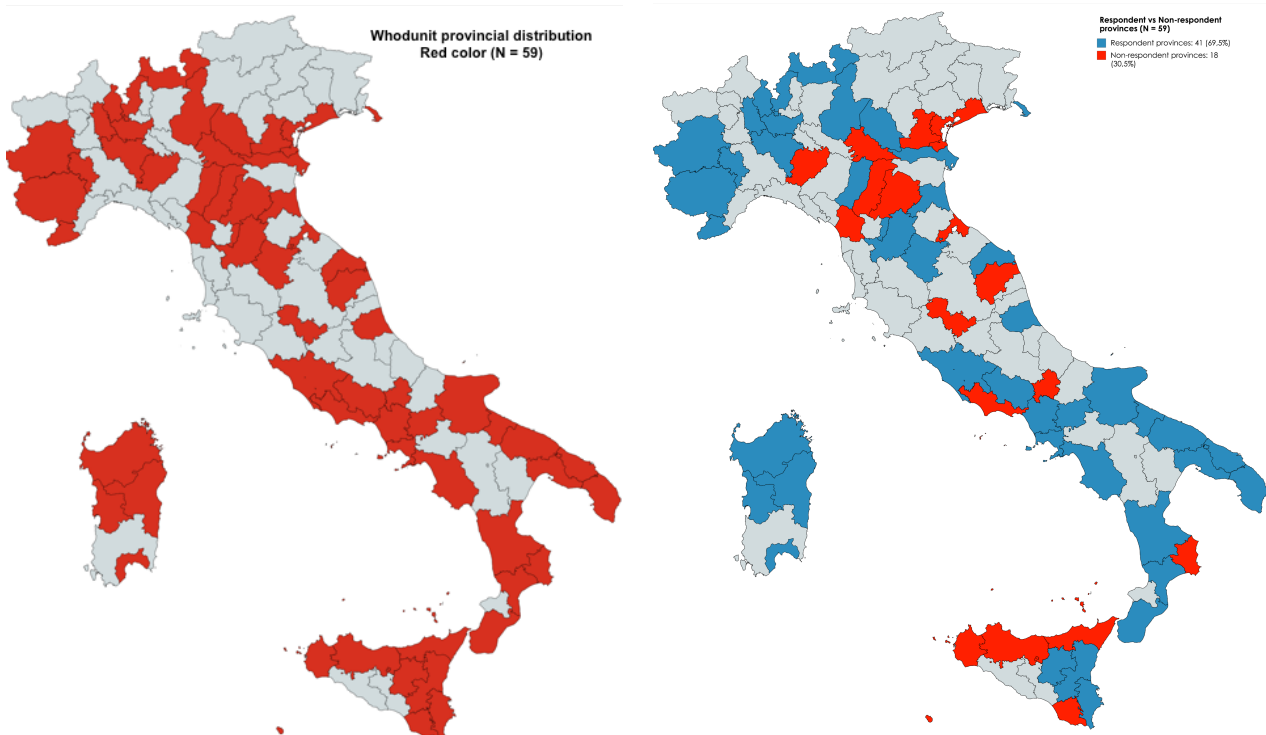 Whodunit provincial distribution
Red color (N = 59)
Respondent vs Non-respondent
provinces (N = 59)
Respondent provinces: 41 (69,5%)
Non-respondent provinces: 18
(30,5%)